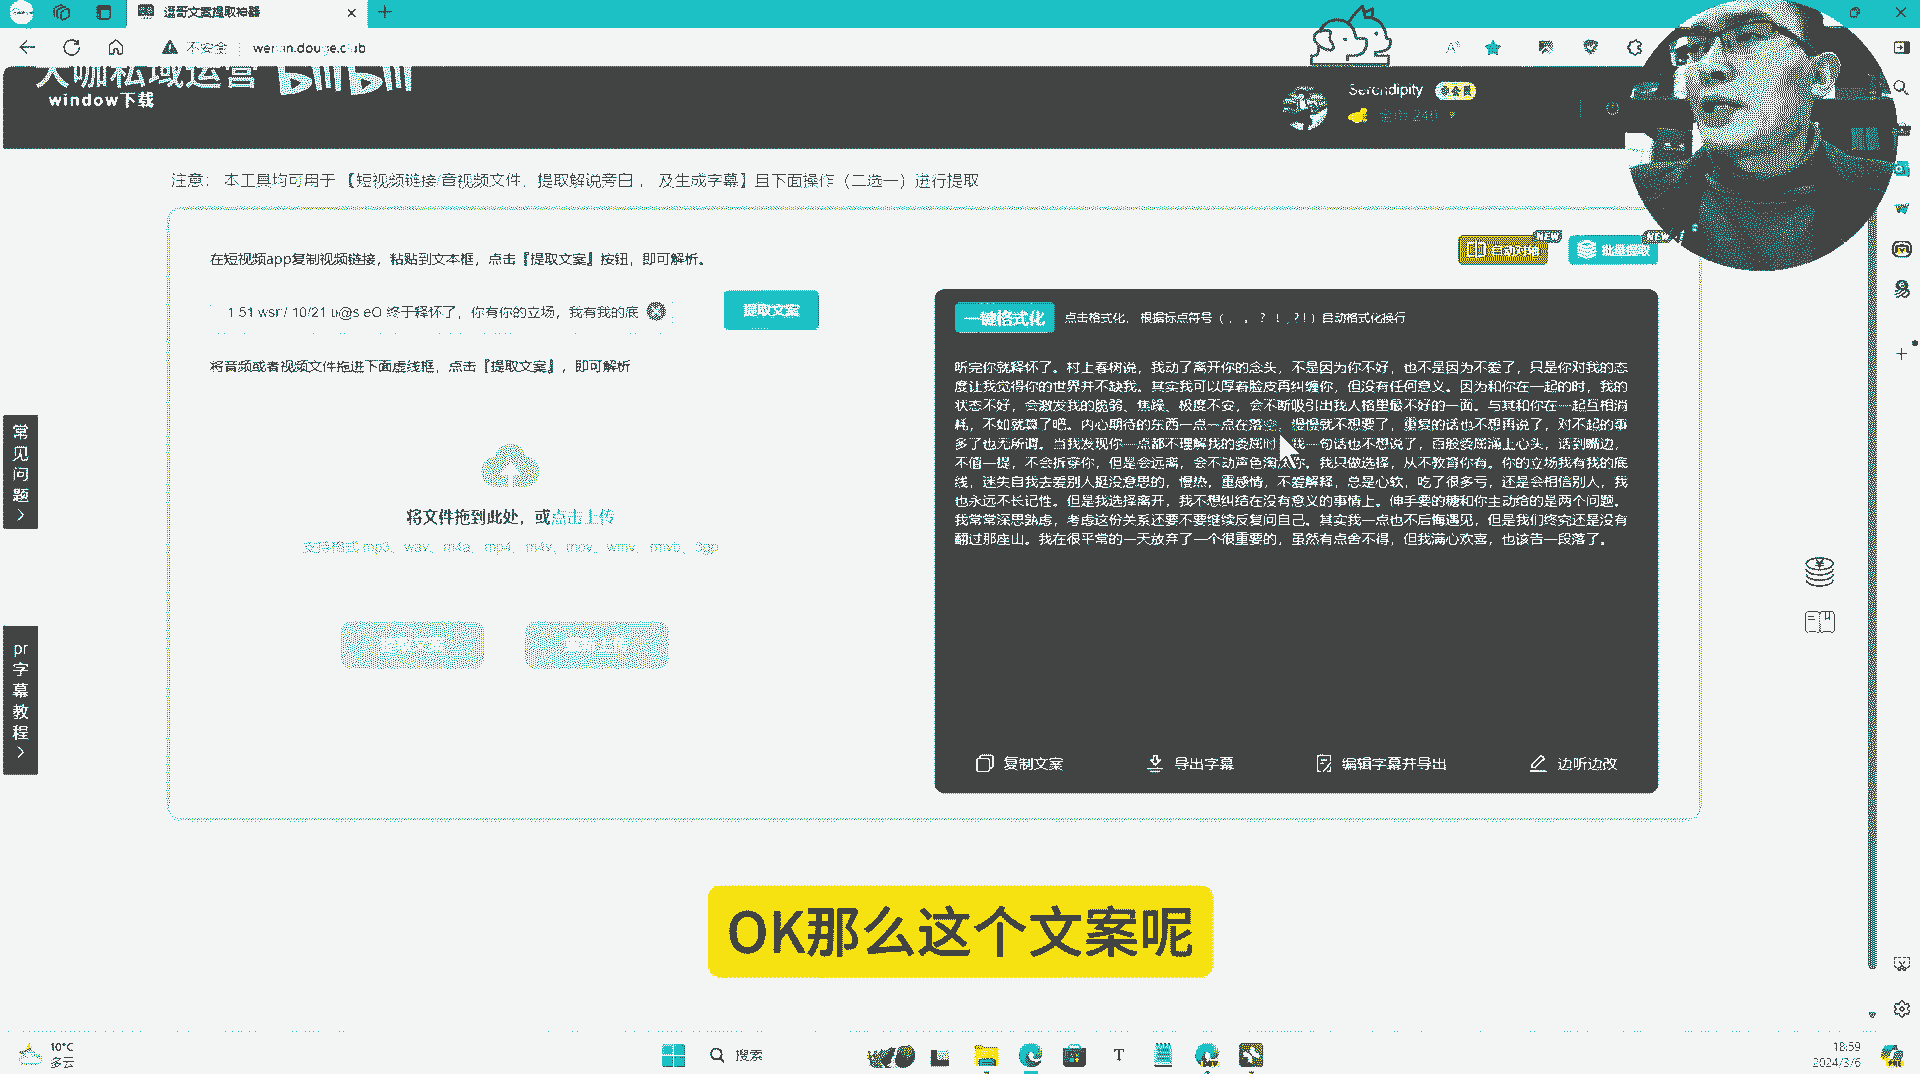 逗哥文案提取神器
不安全
大咖私域运营 bilibili
window下载
Serendipity
注意： 本工具均可用于 【短视频链接/音视频文件，提取解说旁白， 及生成字幕】且下面操作（二选一）进行提取
在短视频app复制视频链接，粘贴到文本框，点击『提取文案』按钮，即可解析。
NEW
NEW
批量提取
终于释怀了，你有你的立场，我有我的底
提取文案
将音频或者视频文件拖进下面虚线框，点击『提取文案』，即可解析
将文件拖到此处，或点击上传
支持格式 mp3、wav、m4a、mp4、m4v、mov、wmv、rmvb、3gp
一键格式化
点击格式化， 根据标点符号（，。？！,?!）自动格式化换行
听完你就释怀了。村上春树说，我动了离开你的念头，不是因为你不好，也不是因为不爱了，只是你对我的态
度让我觉得你的世界并不缺我。其实我可以厚着脸皮再纠缠你，但没有任何意义。因为和你在一起的时，我的
状态不好，会激发我的脆弱、焦躁、极度不安，会不断吸引出我人格里最不好的一面。与其和你在一起互相消
耗，不如就算了吧。内心期待的东西一点一点在落空，慢慢就不想要了，重复的话也不想再说了，对不起的事
多了也无所谓。当我发现你一点都不理解我的委屈时，我一句话也不想说了，百般委屈涌上心头，话到嘴边，
不值一提，不会拆穿你，但是会远离，会不动声色淘汰你。我只做选择，从不教育你有。你的立场我有我的底
线，迷失自我去爱别人挺没意思的，慢热，重感情，不爱解释，总是心软，吃了很多亏，还是会相信别人，我
也永远不长记性。但是我选择离开，我不想纠结在没有意义的事情上。伸手要的糖和你主动给的是两个问题。
我常常深思熟虑，考虑这份关系还要不要继续反复问自己。其实我一点也不后悔遇见，但是我们终究还是没有
翻过那座山。我在很平常的一天放弃了一个很重要的，虽然有点舍不得，但我满心欢喜，也该告一段落了。
复制文案
导出字幕
编辑字幕并导出
边听边改
常见问题
pr字幕教程
OK那么这个文案呢
10°C
多云
搜索
18:59
2024/3/6